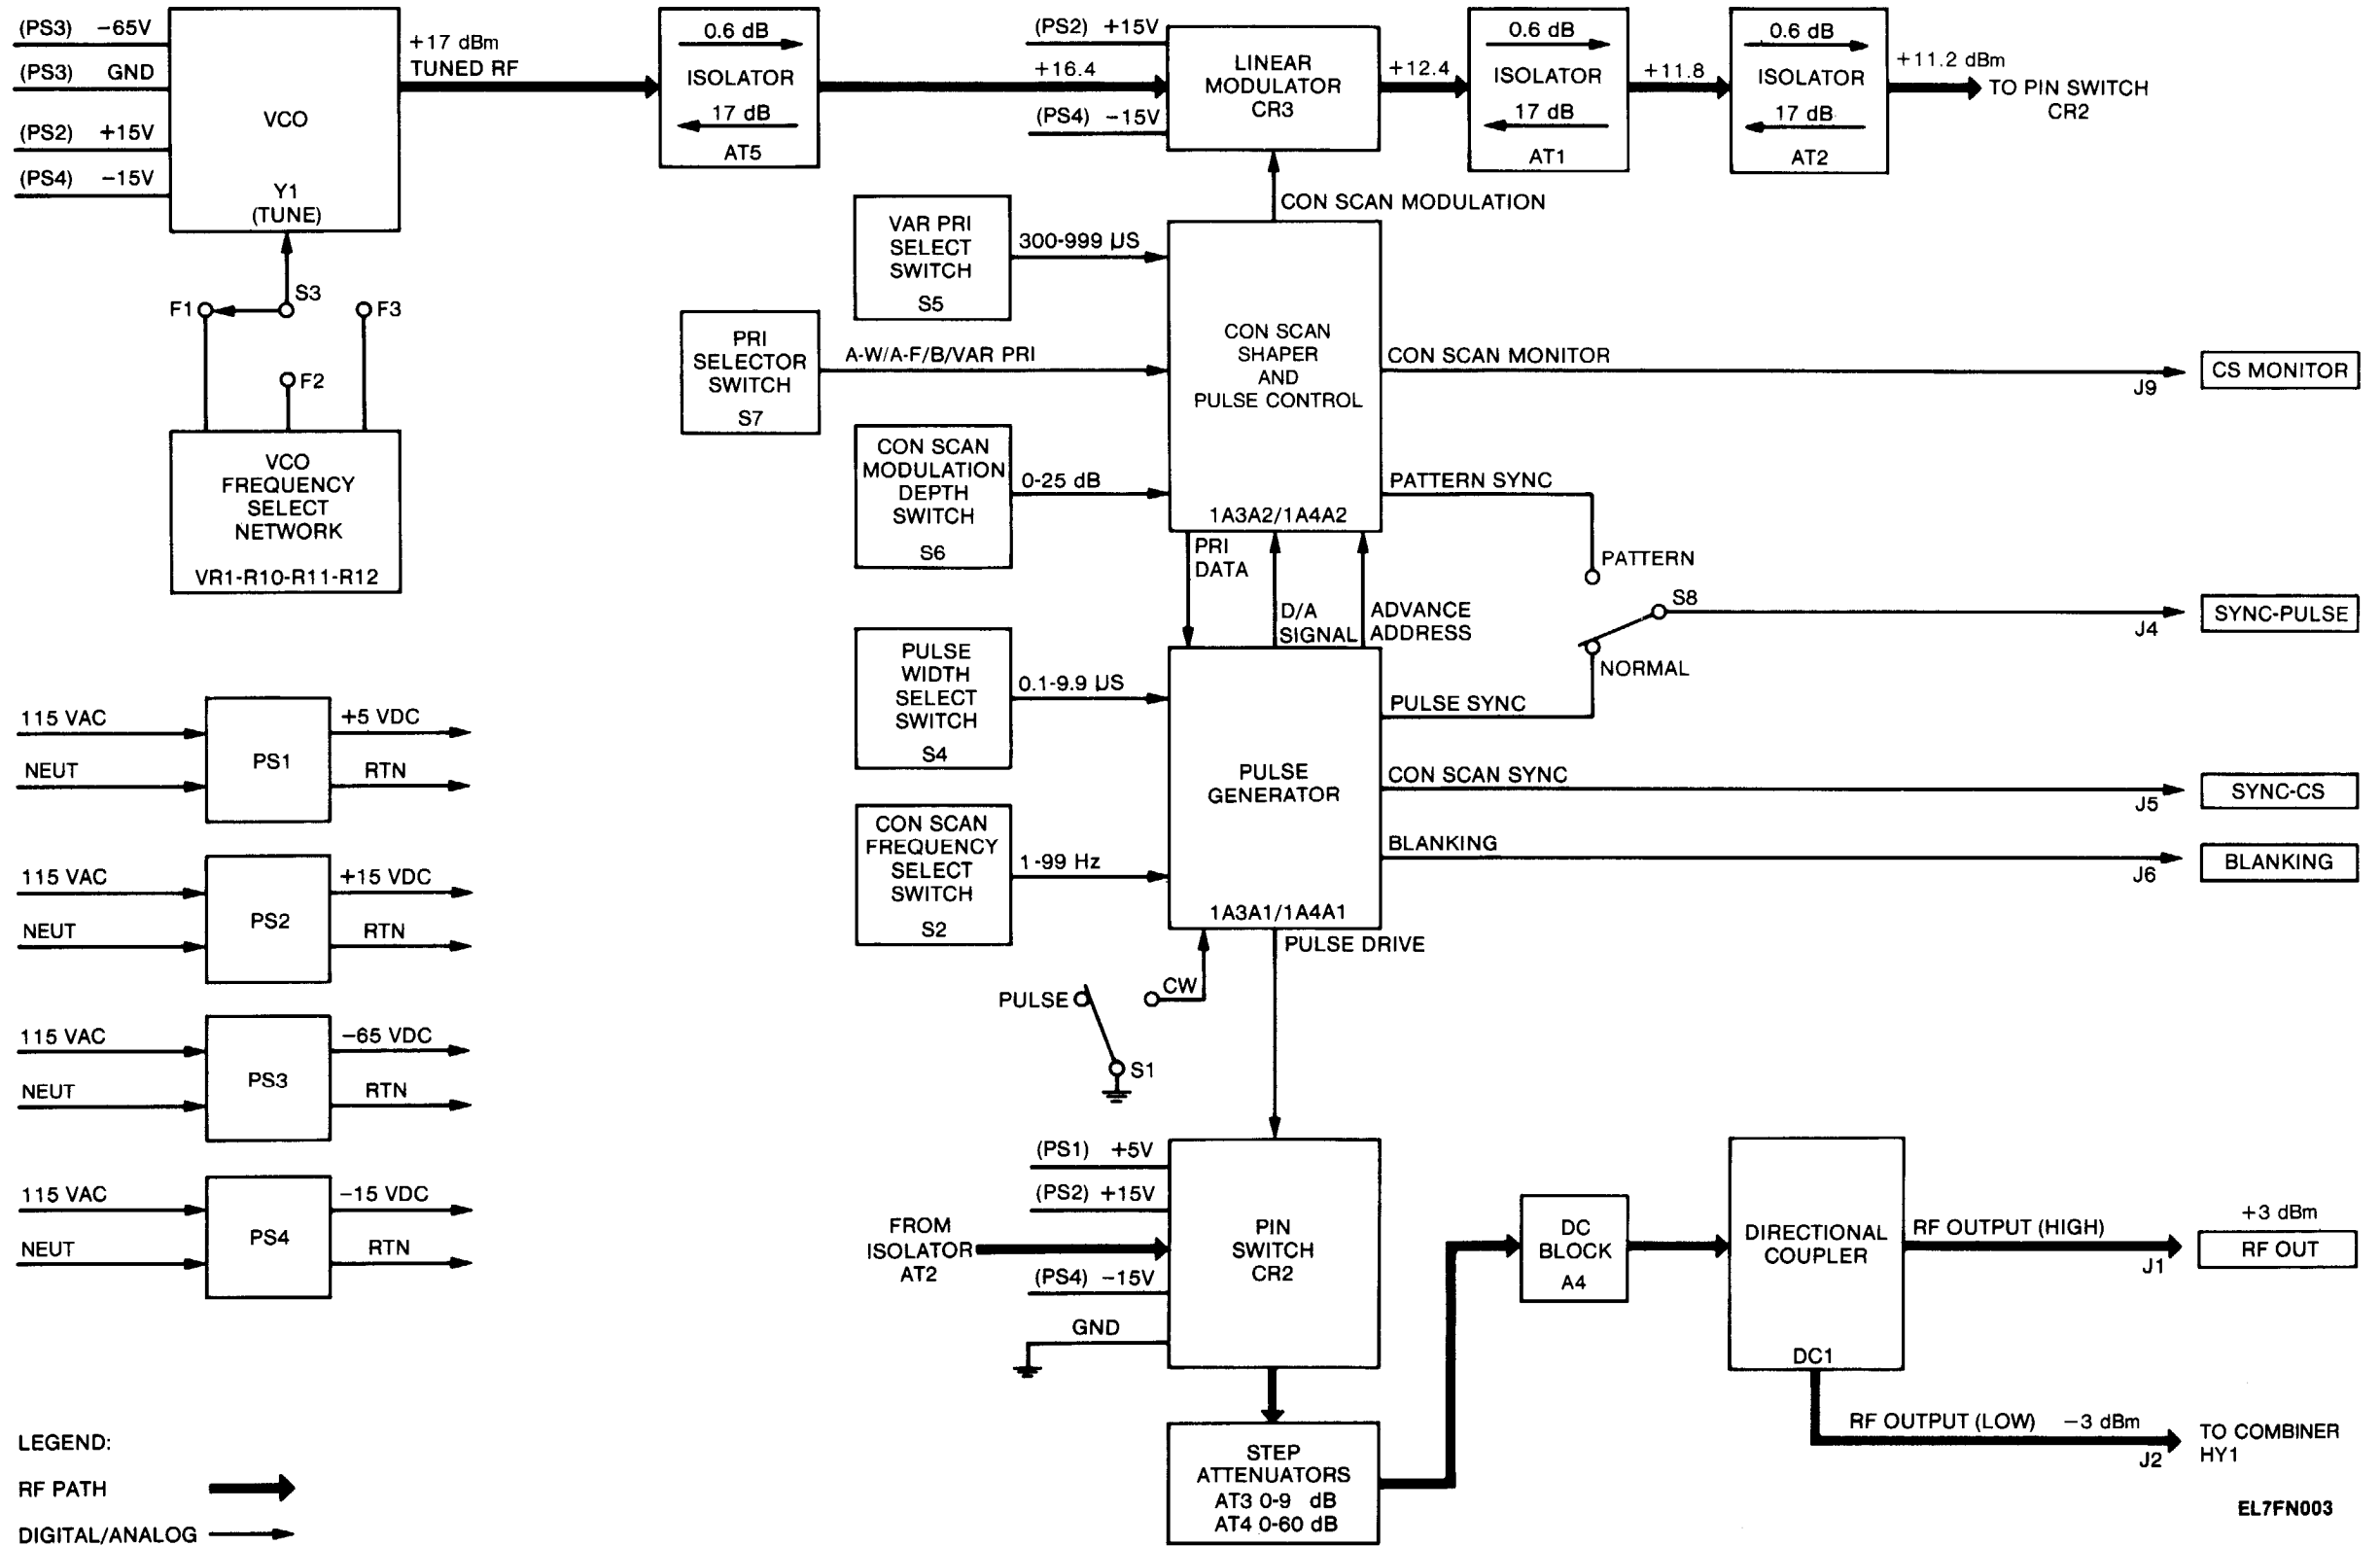 (PS3) −65V
(PS3) GND
(PS2) +15V
(PS4) −15V
VCO
Y1
(TUNE)
+17 dBm
TUNED RF
0.6 dB
ISOLATOR
17 dB
AT5
(PS2) +15V
+16.4
(PS4) −15V
LINEAR
MODULATOR
CR3
+12.4
0.6 dB
ISOLATOR
17 dB
AT1
+11.8
0.6 dB
ISOLATOR
17 dB
AT2
+11.2 dBm
TO PIN SWITCH
CR2
CON SCAN MODULATION
F1
S3
F3
F2
VCO
FREQUENCY
SELECT
NETWORK
VR1-R10-R11-R12
VAR PRI
SELECT
SWITCH
S5
300-999 µS
PRI
SELECTOR
SWITCH
S7
A-W/A-F/B/VAR PRI
CON SCAN
MODULATION
DEPTH
SWITCH
S6
0-25 dB
CON SCAN
SHAPER
AND
PULSE CONTROL
1A3A2/1A4A2
CON SCAN MONITOR
J9
CS MONITOR
PATTERN SYNC
PATTERN
S8
NORMAL
J4
SYNC-PULSE
PRI
DATA
D/A
SIGNAL
ADVANCE
ADDRESS
PULSE
WIDTH
SELECT
SWITCH
S4
0.1-9.9 µS
CON SCAN
FREQUENCY
SELECT
SWITCH
S2
1-99 Hz
PULSE
GENERATOR
1A3A1/1A4A1
PULSE SYNC
CON SCAN SYNC
J5
SYNC-CS
BLANKING
J6
BLANKING
PULSE DRIVE
PULSE
CW
S1
115 VAC
NEUT
PS1
+5 VDC
RTN
115 VAC
NEUT
PS2
+15 VDC
RTN
115 VAC
NEUT
PS3
−65 VDC
RTN
115 VAC
NEUT
PS4
−15 VDC
RTN
(PS1) +5V
(PS2) +15V
FROM
ISOLATOR
AT2
(PS4) −15V
GND
PIN
SWITCH
CR2
STEP
ATTENUATORS
AT3 0-9 dB
AT4 0-60 dB
DC
BLOCK
A4
DIRECTIONAL
COUPLER
DC1
RF OUTPUT (HIGH)
J1
+3 dBm
RF OUT
RF OUTPUT (LOW) −3 dBm
J2
TO COMBINER
HY1
LEGEND:
RF PATH
DIGITAL/ANALOG
EL7FN003